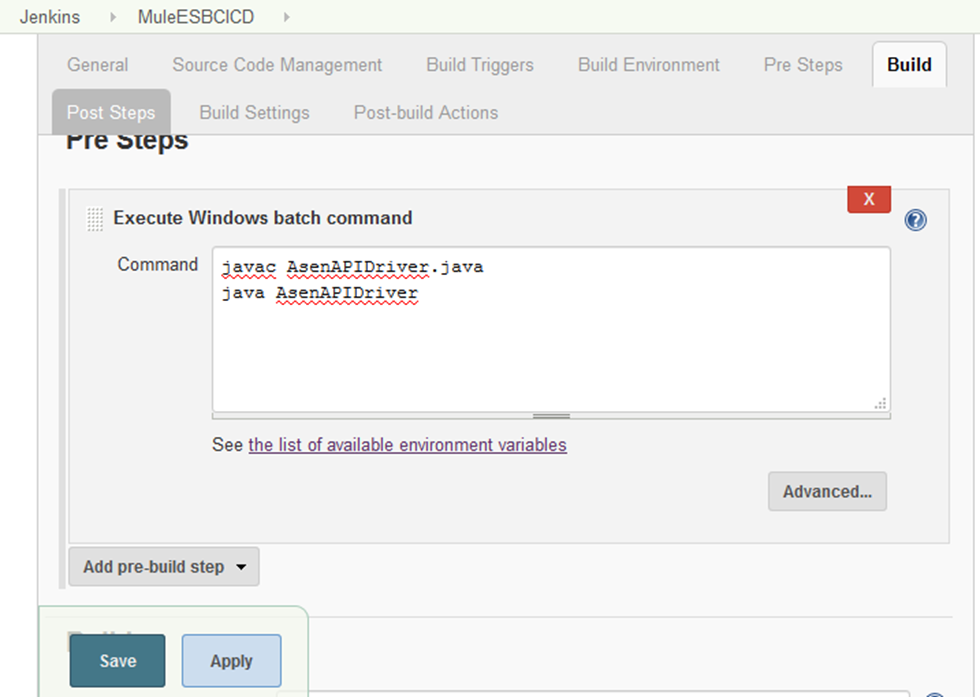 Jenkins MuleESBCICD
General Source Code Management Build Triggers Build Environment Pre Steps Build
Post Steps Build Settings Post-build Actions
Pre Steps
X
Execute Windows batch command ?
Command
javac AsenAPIDriver.java
java AsenAPIDriver
See the list of available environment variables
Advanced...
Add pre-build step
Save Apply